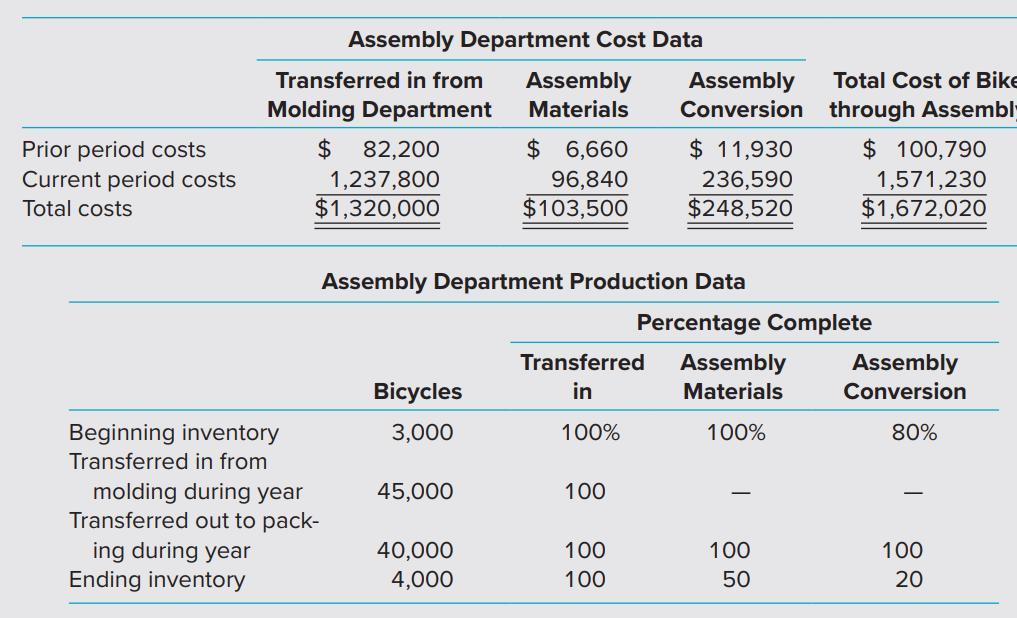 Assembly Department Cost Data
Transferred in from Assembly Assembly Total Cost of Bike
Molding Department Materials Conversion through Assembly
Prior period costs $ 82,200 $ 6,660 $ 11,930 $ 100,790
Current period costs 1,237,800 96,840 236,590 1,571,230
Total costs $1,320,000 $103,500 $248,520 $1,672,020
Assembly Department Production Data
Percentage Complete
Transferred Assembly Assembly
Bicycles in Materials Conversion
Beginning inventory 3,000 100% 100% 80%
Transferred in from
molding during year 45,000 100 — —
Transferred out to pack-
ing during year 40,000 100 100 100
Ending inventory 4,000 100 50 20